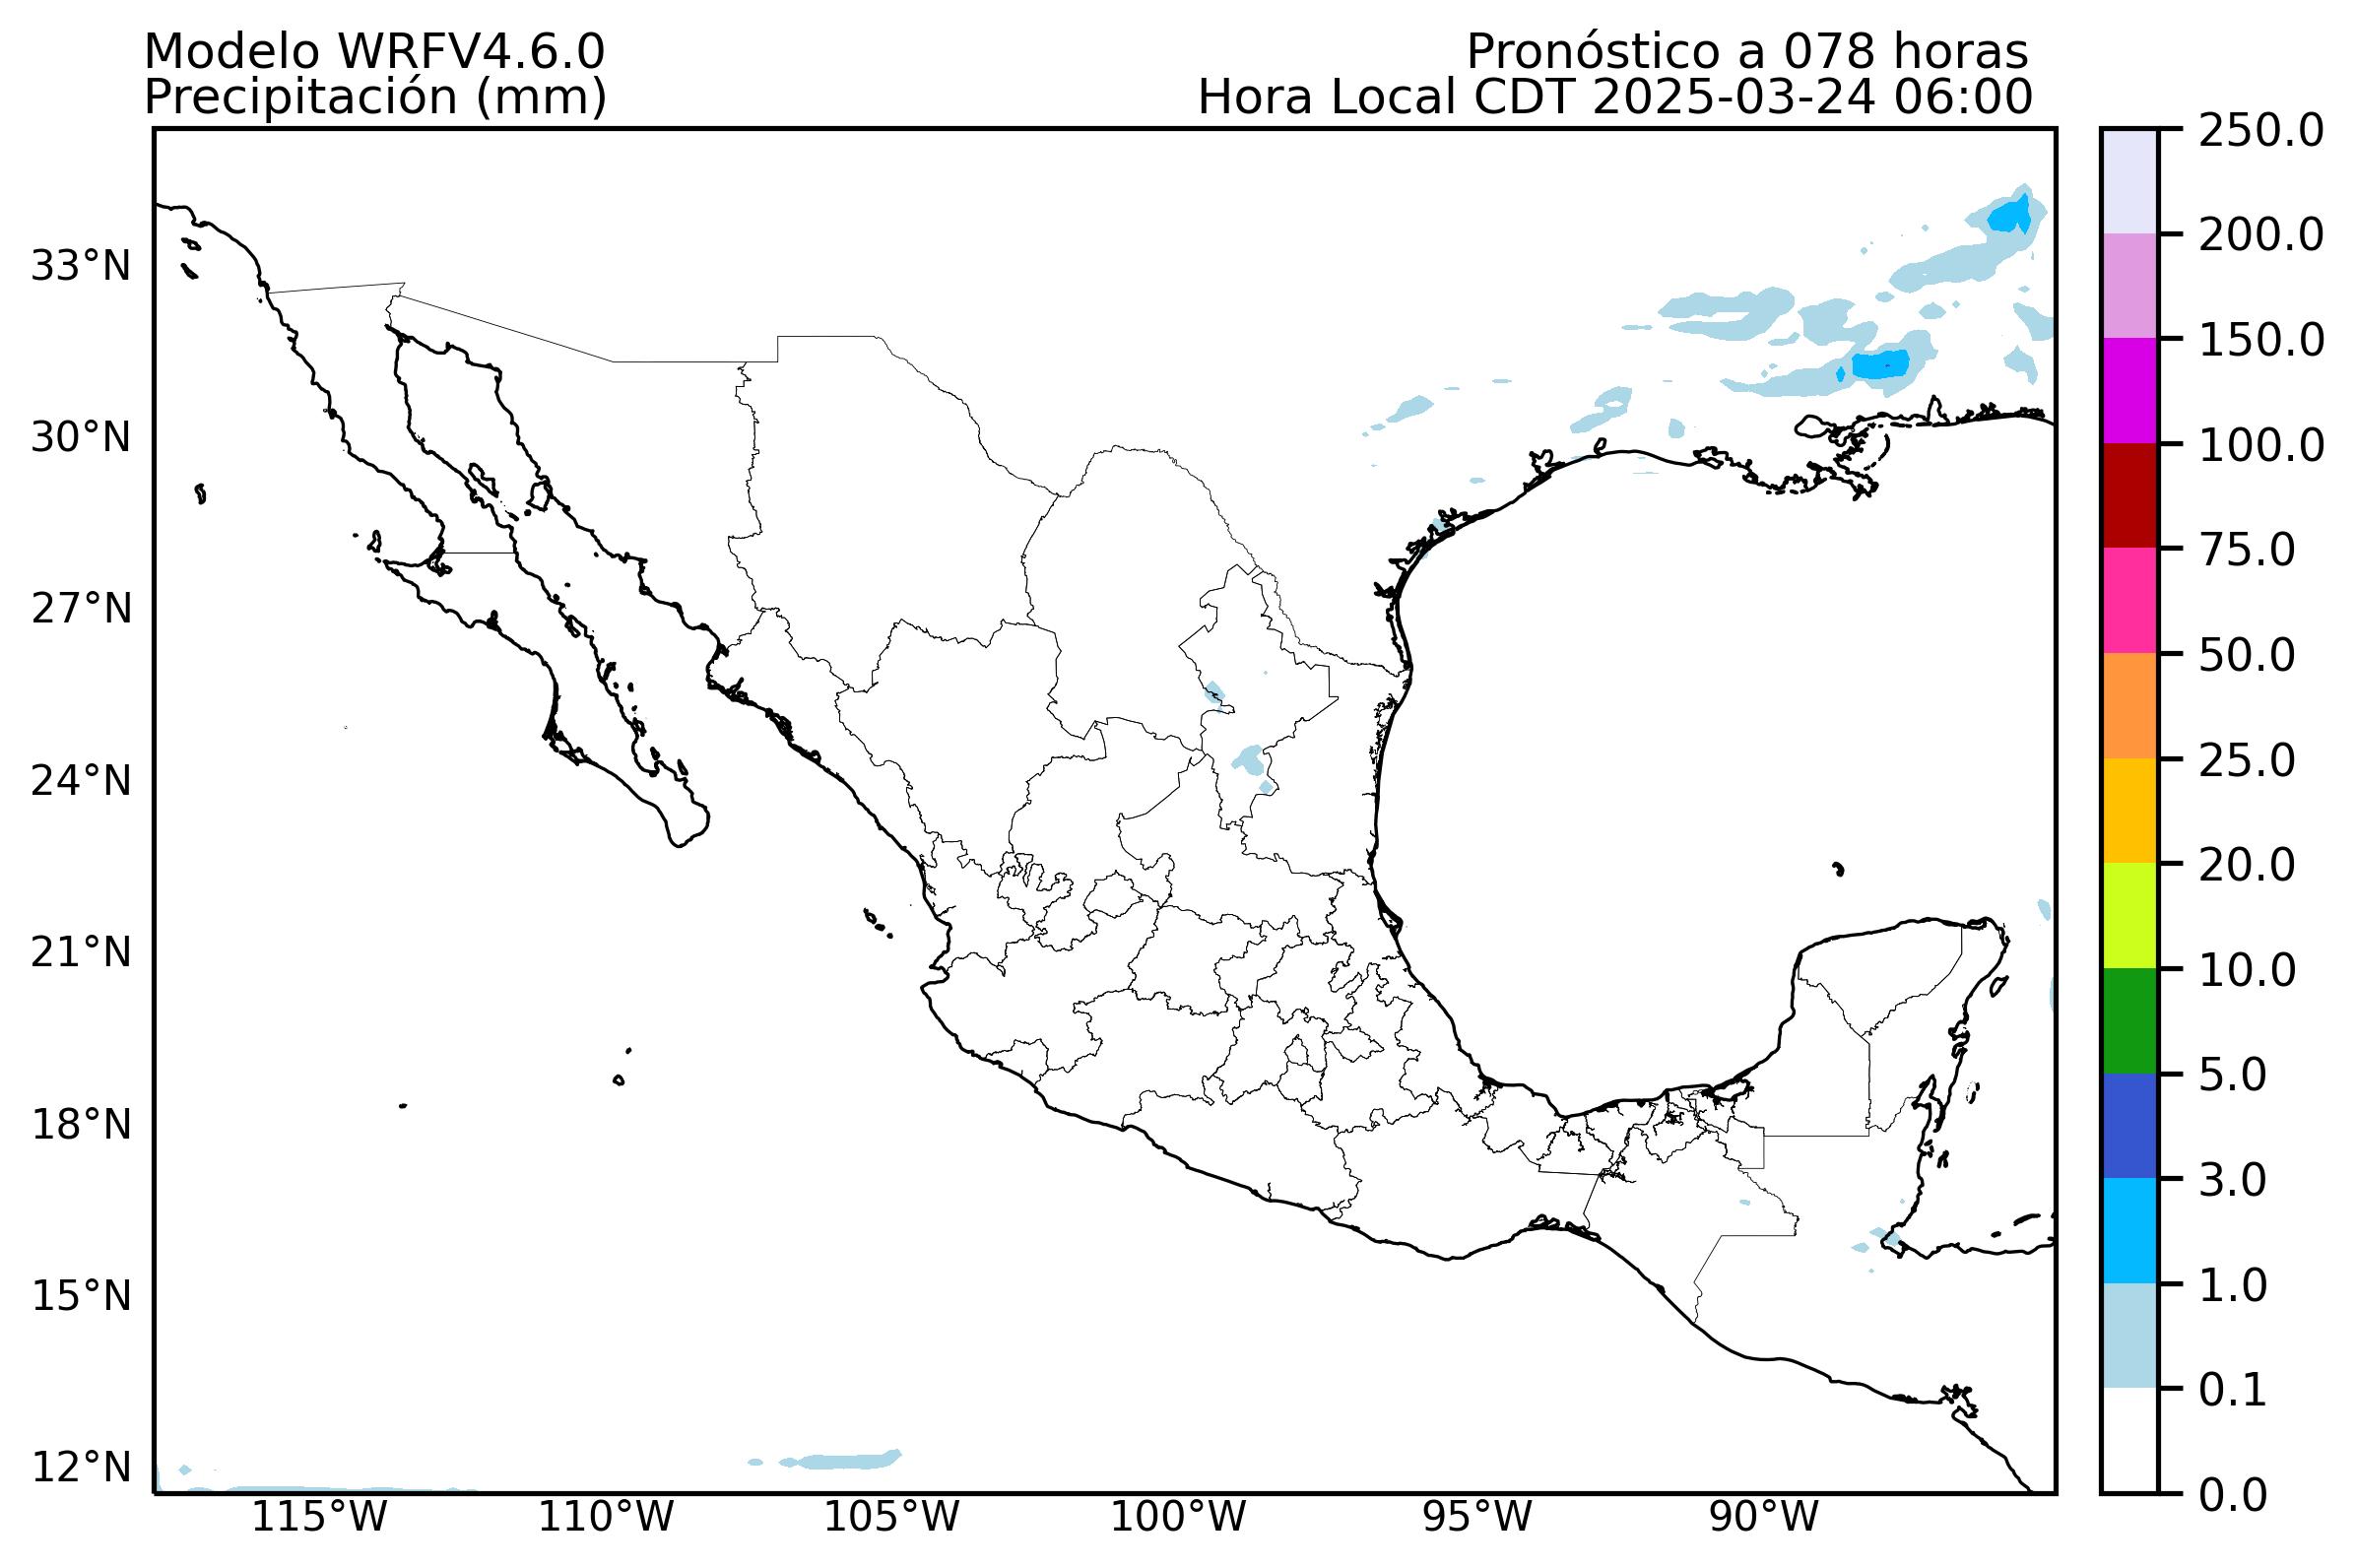 Modelo WRFV4.6.0
Precipitación (mm)
Pronóstico a 078 horas
Hora Local CDT 2025-03-24 06:00
33°N
30°N
27°N
24°N
21°N
18°N
15°N
12°N
115°W
110°W
105°W
100°W
95°W
90°W
250.0
200.0
150.0
100.0
75.0
50.0
25.0
20.0
10.0
5.0
3.0
1.0
0.1
0.0